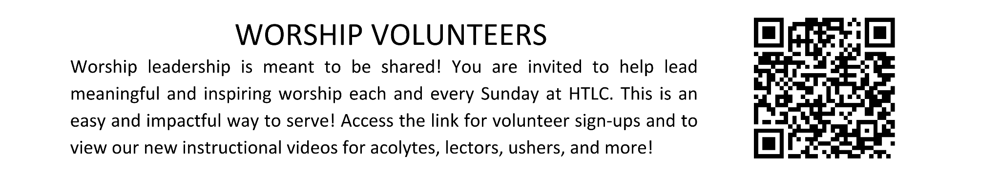 WORSHIP VOLUNTEERS
Worship leadership is meant to be shared! You are invited to help lead
meaningful and inspiring worship each and every Sunday at HTLC. This is an
easy and impactful way to serve! Access the link for volunteer sign-ups and to
view our new instructional videos for acolytes, lectors, ushers, and more!